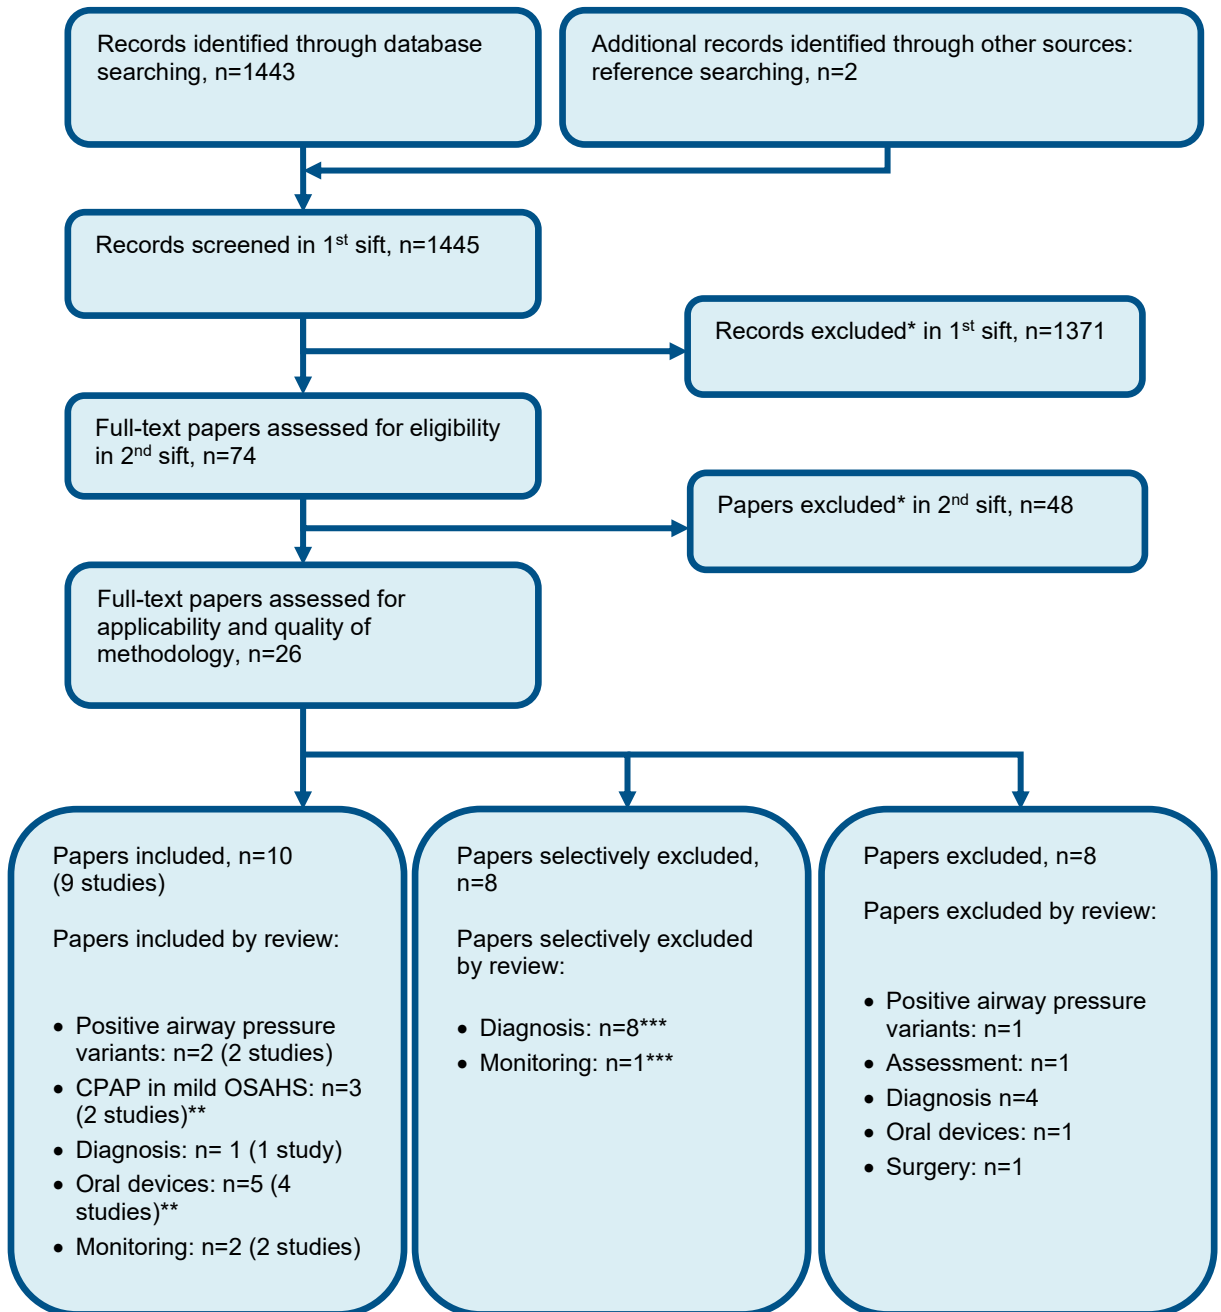 Records identified through database
searching, n=1443
Additional records identified through other sources:
reference searching, n=2
Records screened in 1st sift, n=1445
Records excluded* in 1st sift, n=1371
Full-text papers assessed for eligibility
in 2nd sift, n=74
Papers excluded* in 2nd sift, n=48
Full-text papers assessed for
applicability and quality of
methodology, n=26
Papers included, n=10
(9 studies)
Papers included by review:
• Positive airway pressure
variants: n=2 (2 studies)
• CPAP in mild OSAHS: n=3
(2 studies)**
• Diagnosis: n= 1 (1 study)
• Oral devices: n=5 (4
studies)**
• Monitoring: n=2 (2 studies)
Papers selectively excluded,
n=8
Papers selectively excluded
by review:
• Diagnosis: n=8***
• Monitoring: n=1***
Papers excluded, n=8
Papers excluded by review:
• Positive airway pressure
variants: n=1
• Assessment: n=1
• Diagnosis n=4
• Oral devices: n=1
• Surgery: n=1